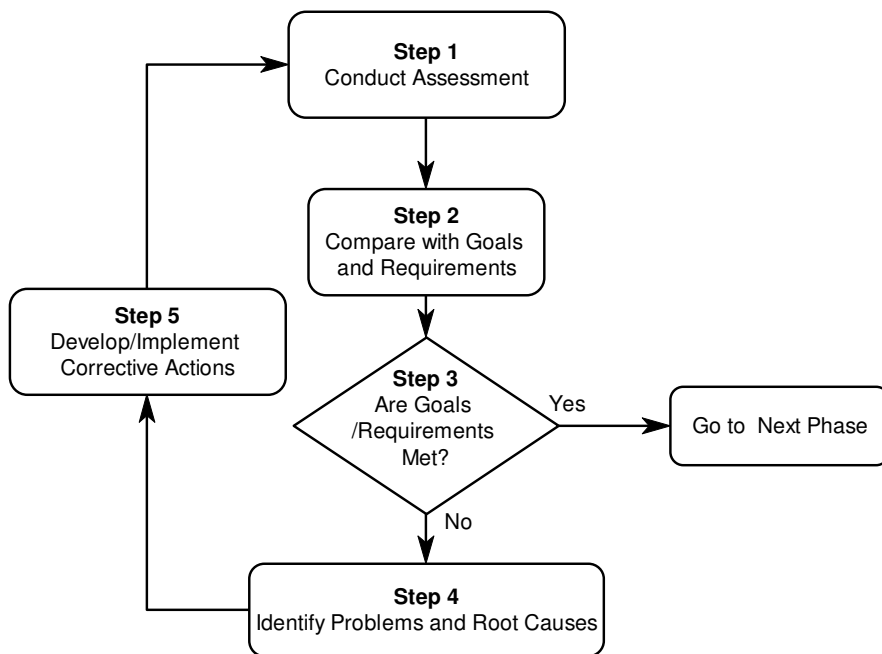 Step 1
Conduct Assessment
Step 2
Compare with Goals
and Requirements
Step 5
Develop/Implement
Corrective Actions
Step 3
Are Goals
/Requirements
Met?
Yes
Go to Next Phase
No
Step 4
Identify Problems and Root Causes